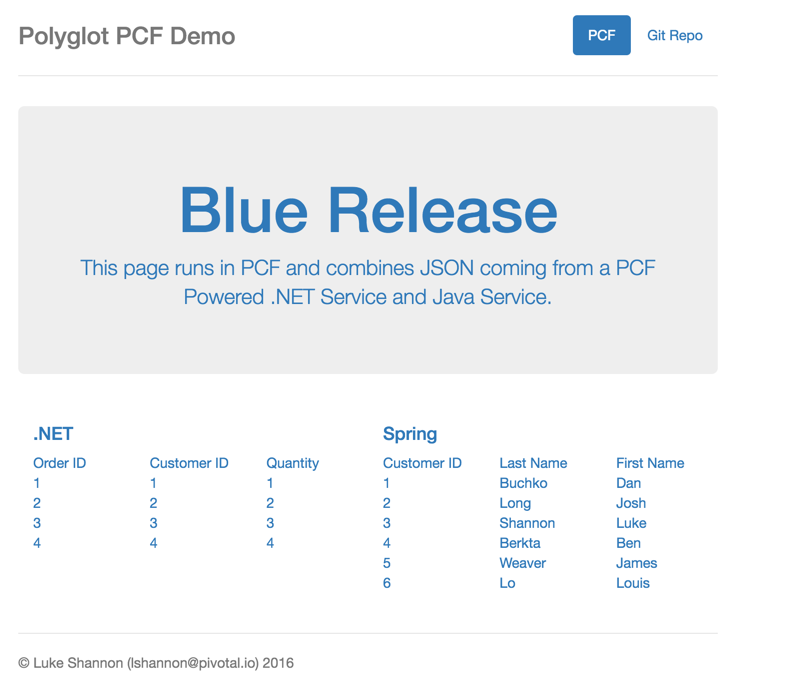 Polyglot PCF Demo
PCF Git Repo
Blue Release
This page runs in PCF and combines JSON coming from a PCF
Powered .NET Service and Java Service.
.NET
Order ID Customer ID Quantity
1 1 1
2 2 2
3 3 3
4 4 4
Spring
Customer ID Last Name First Name
1 Buchko Dan
2 Long Josh
3 Shannon Luke
4 Berkta Ben
5 Weaver James
6 Lo Louis
© Luke Shannon (lshannon@pivotal.io) 2016